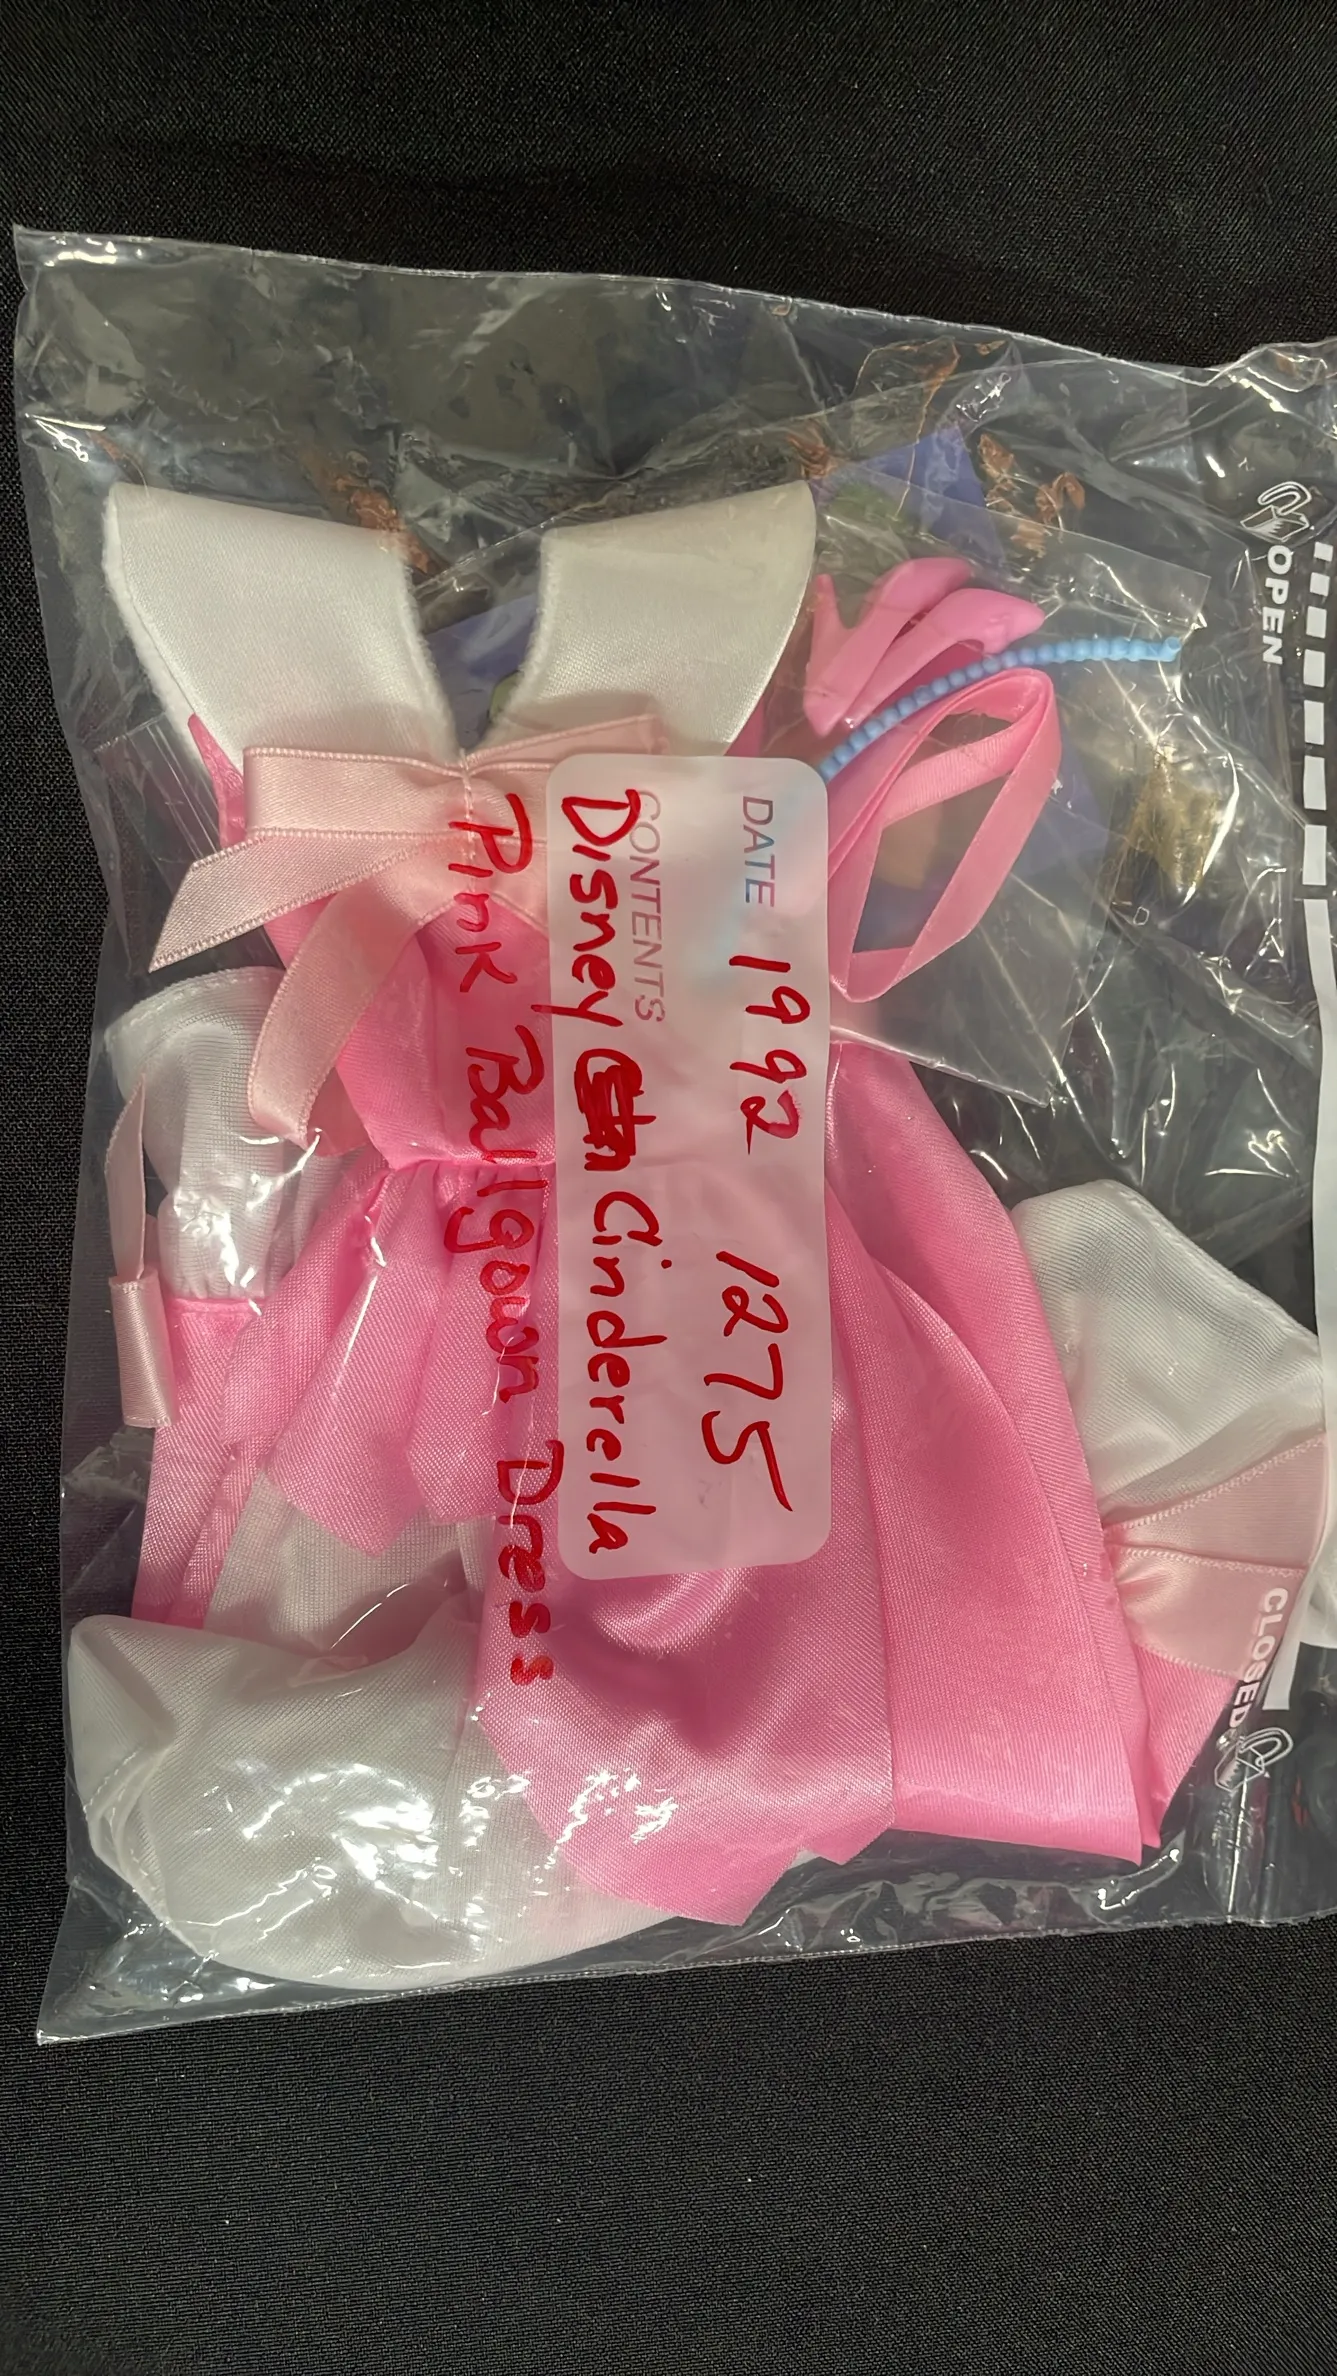 OPEN
DATE 1992 1275
CONTENTS
Disney Cinderella
Pink Ballgown Dress
CLOSED